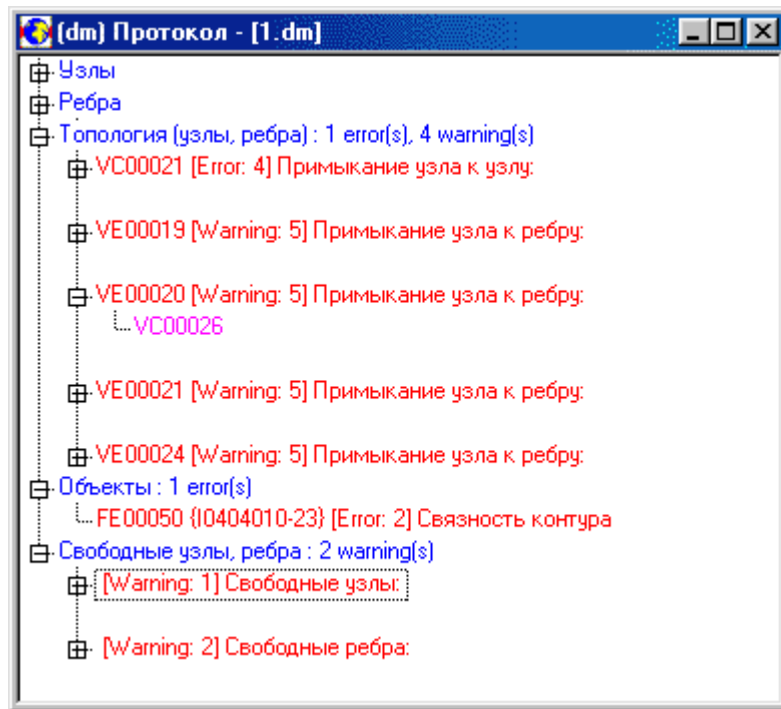 (dm) Протокол - [1.dm]
Узлы
Ребра
Топология (узлы, ребра) : 1 error(s), 4 warning(s)
VC00021 [Error: 4] Примыкание узла к узлу:
VE00019 [Warning: 5] Примыкание узла к ребру:
VE00020 [Warning: 5] Примыкание узла к ребру:
VC00026
VE00021 [Warning: 5] Примыкание узла к ребру:
VE00024 [Warning: 5] Примыкание узла к ребру:
Объекты : 1 error(s)
FE00050 {I0404010-23} [Error: 2] Связность контура
Свободные узлы, ребра : 2 warning(s)
[Warning: 1] Свободные узлы:
[Warning: 2] Свободные ребра: